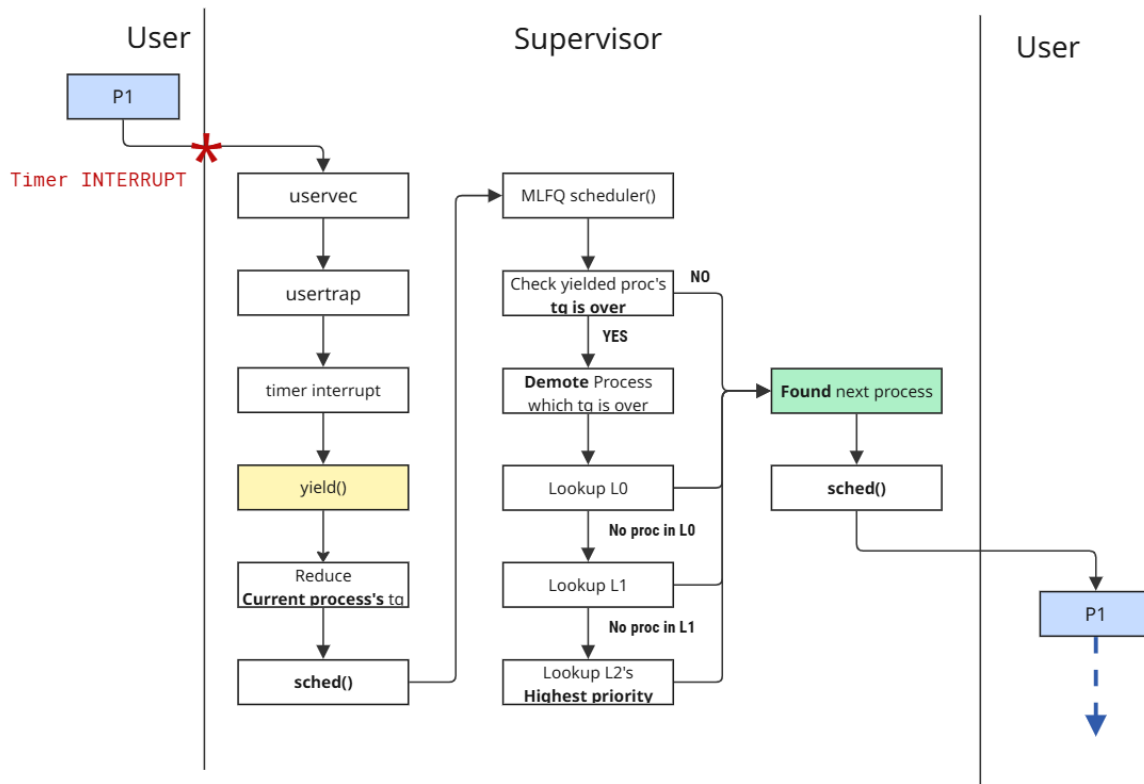 User
Supervisor
User
P1
Timer INTERRUPT
*
uservec
usertrap
timer interrupt
yield()
Reduce
Current process's tq
sched()
MLFQ scheduler()
Check yielded proc's
tq is over
NO
YES
Demote Process
which tq is over
Lookup L0
No proc in L0
Lookup L1
No proc in L1
Lookup L2's
Highest priority
Found next process
sched()
P1